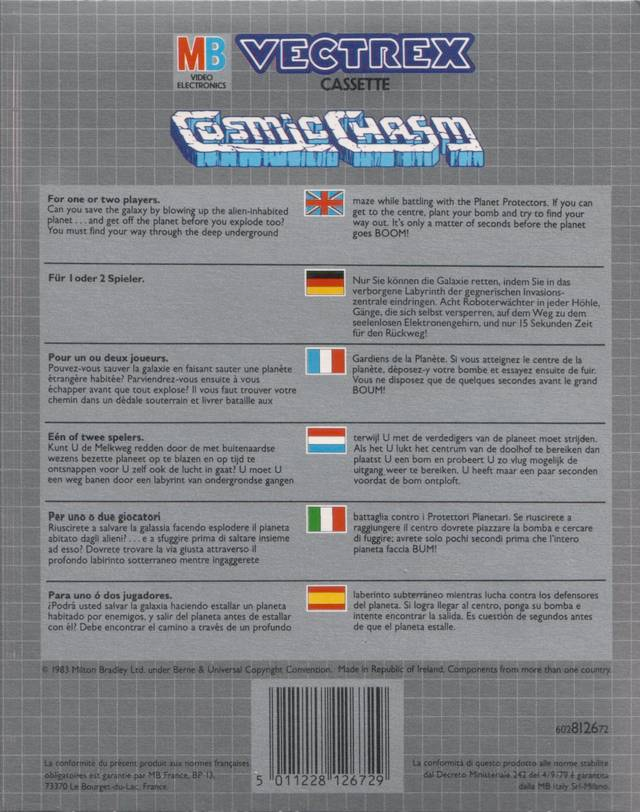 MB
VIDEO
ELECTRONICS
VECTREX
CASSETTE
COSMIC CHASM
For one or two players.
Can you save the galaxy by blowing up the alien-inhabited
planet . . . and get off the planet before you explode too?
You must find your way through the deep underground
maze while battling with the Planet Protectors. If you can
get to the centre, plant your bomb and try to find your
way out. It's only a matter of seconds before the planet
goes BOOM!
Für 1 oder 2 Spieler.
Nur Sie können die Galaxie retten, indem Sie in das
verborgene Labyrinth der gegnerischen Invasions-
zentrale eindringen. Acht Roboterwächter in jeder Höhle,
Gänge, die sich selbst versperren, auf dem Weg zu dem
seelenlosen Elektronengehirn, und nur 15 Sekunden Zeit
für den Rückweg!
Pour un ou deux joueurs.
Pouvez-vous sauver la galaxie en faisant sauter une planète
étrangère habitée? Parviendrez-vous ensuite à vous
échapper avant que tout explose? Il vous faut trouver votre
chemin dans un dédale souterrain et livrer bataille aux
Gardiens de la Planète. Si vous atteignez le centre de la
planète, déposez-y votre bombe et essayez ensuite de fuir.
Vous ne disposez que de quelques secondes avant le grand
BOUM!
Eén of twee spelers.
Kunt U de Melkweg redden door de met buitenaardse
wezens bezette planeet op te blazen en op tijd te
ontsnappen voor U zelf ook de lucht in gaat? U moet U
een weg banen door een labyrint van ondergrondse gangen
terwijl U met de verdedigers van de planeet moet strijden.
Als het U lukt het centrum van de doolhof te bereiken dan
plaatst U een bom en probeert U zo vlug mogelijk de
uitgang weer te bereiken. U heeft maar een paar seconden
voordat de bom ontploft.
Per uno o due giocatori
Riuscirete a salvare la galassia facendo esplodere il pianeta
abitato dagli alieni? . . . e a sfuggire prima di saltare insieme
ad esso? Dovrete trovare la via giusta attraverso il
profondo labirinto sotterraneo mentre ingaggerete
battaglia contro i Protettori Planetari. Se riuscirete a
raggiungere il centro dovrete piazzare la bomba e cercare
di fuggire; avrete solo pochi secondi prima che l'intero
pianeta faccia BUM!
Para uno ó dos jugadores.
¿Podrá usted salvar la galaxia haciendo estallar un planeta
habitado por enemigos, y salir del planeta antes de estallar
con él? Debe encontrar el camino a través de un profundo
laberinto subterráneo mientras lucha contra los defensores
del planeta. Si logra llegar al centro, ponga su bomba e
intente encontrar la salida. Es cuestión de segundos antes
de que el planeta estalle.
© 1983 Milton Bradley Ltd. under Berne & Universal Copyright Convention. Made in Republic of Ireland. Components from more than one country.
602812672
La conformité du présent produit aux normes françaises
obligatoires est garantie par MB France, BP 13,
73370 Le Bourget-du-Lac, France.
5 011228 126729
La conformità di questo prodotto alle norme stabilite
dal Decreto Ministeriale 242 del 4/9/79 è garantita
dalla MB Italy Srl-Milano.